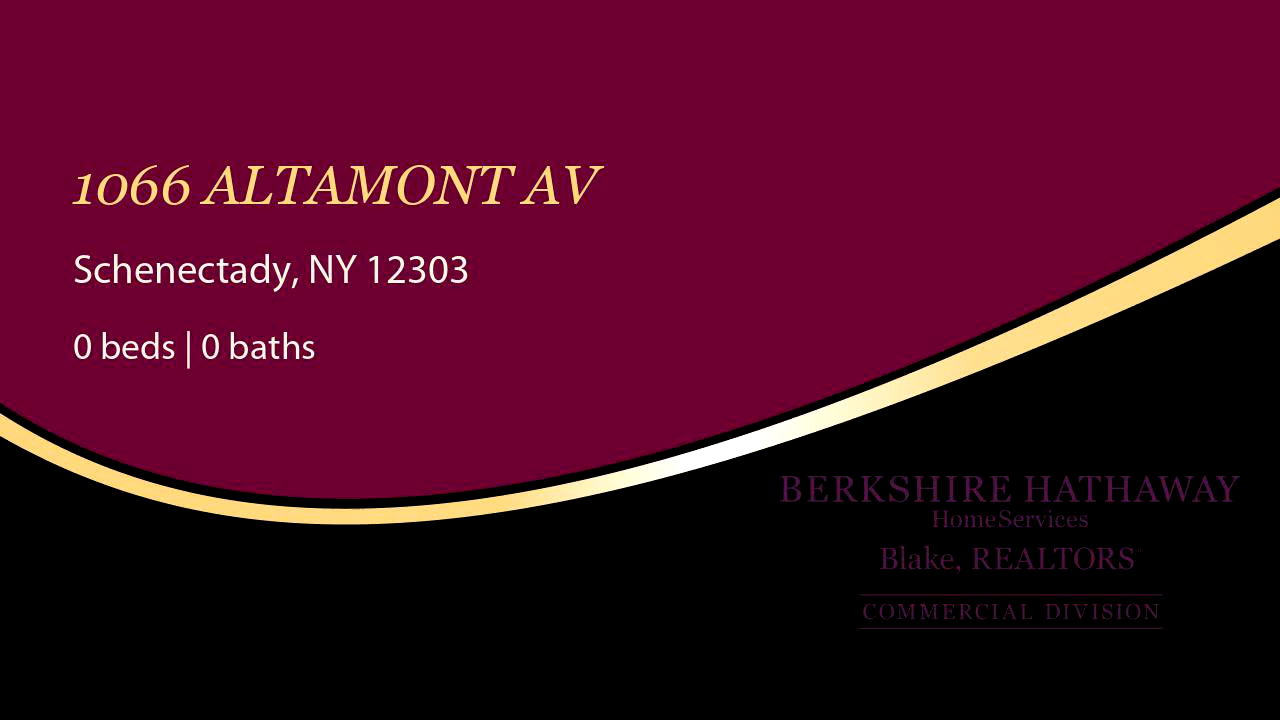 1066 ALTAMONT AV
Schenectady, NY 12303
0 beds | 0 baths
BERKSHIRE HATHAWAY
HomeServices
Blake, REALTORS
COMMERCIAL DIVISION